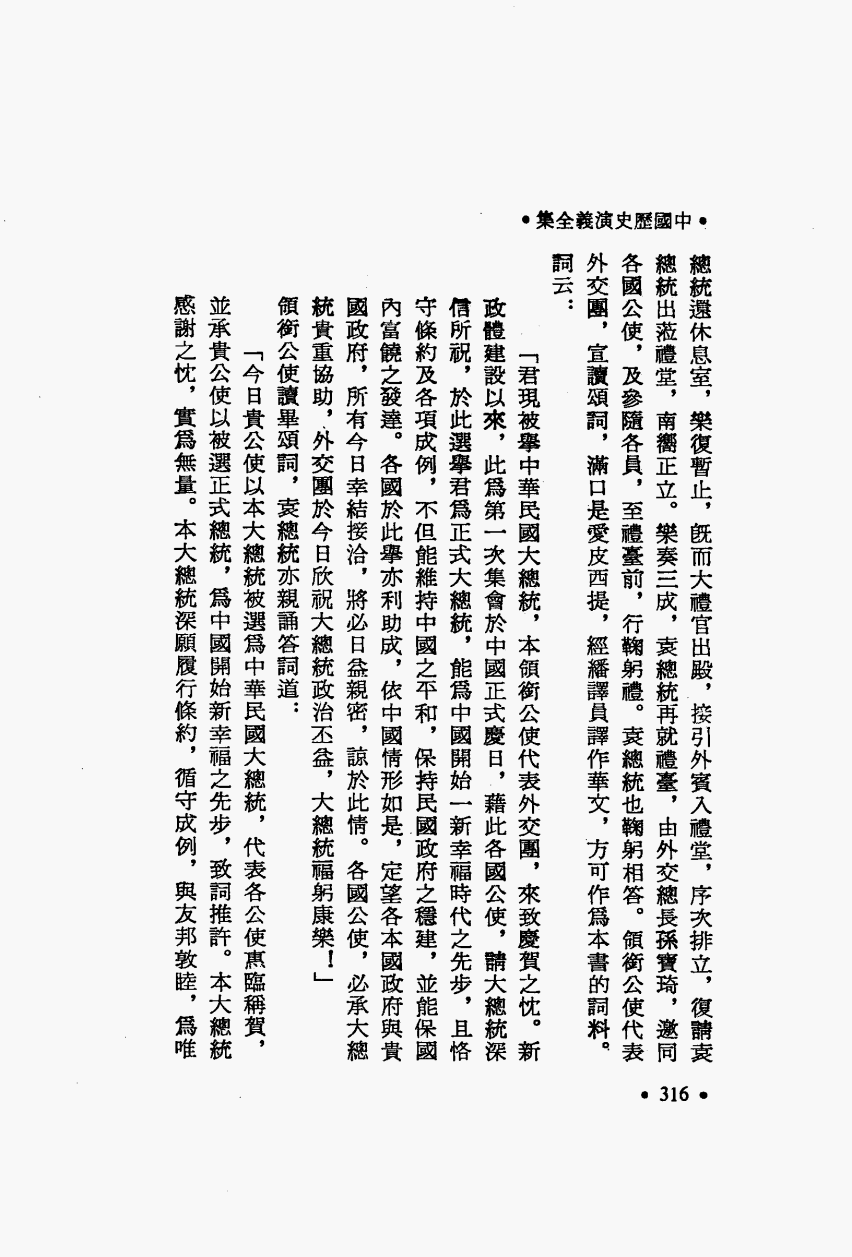 •中國歷史演義全集•
總統還休息室，樂復暫止，旣而大禮官出殿，接引外賓入禮堂，序次排立，復請袁
總統出蒞禮堂，南嚮正立。樂奏三成，袁總統再就禮臺，由外交總長孫寶琦，邀同
各國公使，及參隨各員，至禮臺前，行鞠躬禮。袁總統也鞠躬相答。領銜公使代表
外交團，宣讀頌詞，滿口是愛皮西提，經繙譯員譯作華文，方可作爲本書的詞料。
詞云：
「君現被舉中華民國大總統，本領銜公使代表外交團，來致慶賀之忱。新
政體建設以來，此爲第一次集會於中國正式慶日，藉此各國公使，請大總統深
信所祝，於此選舉君爲正式大總統，能爲中國開始一新幸福時代之先步，且恪
守條約及各項成例，不但能維持中國之平和，保持民國政府之穩建，並能保國
內富饒之發達。各國於此舉亦利助成，依中國情形如是，定望各本國政府與貴
國政府，所有今日幸結接洽，將必日益親密，諒於此情。各國公使，必承大總
統貴重協助，外交團於今日欣祝大總統政治丕益，大總統福躬康樂！」
領銜公使讀畢頌詞，袁總統亦親誦答詞道：
「今日貴公使以本大總統被選爲中華民國大總統，代表各公使惠臨稱賀，
並承貴公使以被選正式總統，爲中國開始新幸福之先步，致詞推許。本大總統
感謝之忱，實爲無量。本大總統深願履行條約，循守成例，與友邦敦睦，爲唯
•316•